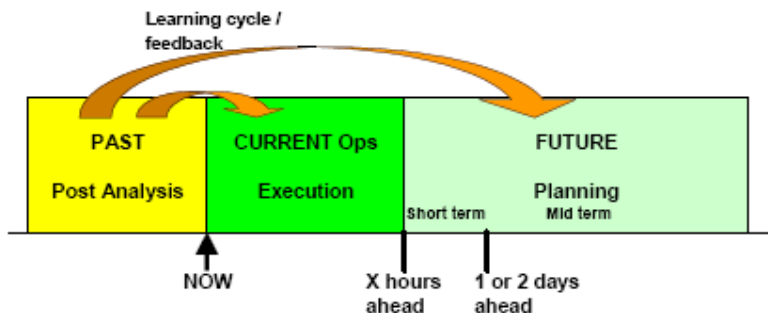 Learning cycle /
feedback
PAST
CURRENT Ops
FUTURE
Post Analysis
Execution
Planning
Short term
Mid term
NOW
X hours
ahead
1 or 2 days
ahead